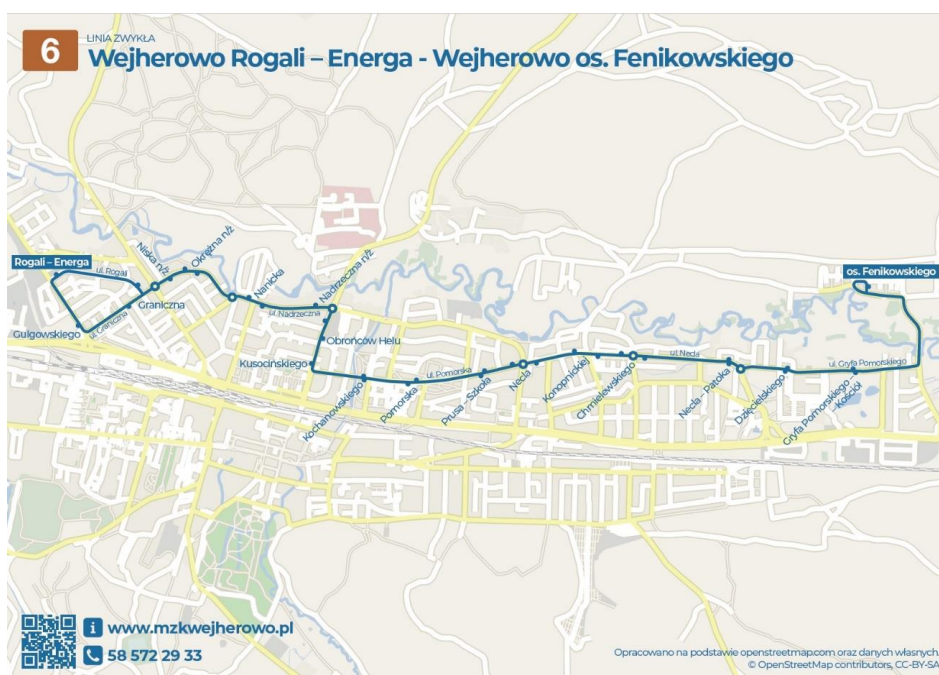 6
LINIA ZWYKŁA
Wejherowo Rogali – Energa - Wejherowo os. Fenikowskiego
Rogali – Energa
ul. Rogali
Niska n/ż
Okrężna n/ż
Graniczna
ul. Graniczna
Gulgowskiego
Nanicka
ul. Nadrzeczna
Nadrzeczna n/ż
Obrońców Helu
Kusocińskiego
Kochanowskiego
Pomorska
ul. Pomorska
Prusa – Szkoła
Necla
Konopnickiej
Chmielewskiego
ul. Necla
Necla – Patoka
Dzięcielskiego
ul. Gryfa Pomorskiego
Gryfa Pomorskiego –
Kościół
os. Fenikowskiego
www.mzkwejherowo.pl
58 572 29 33
Opracowano na podstawie openstreetmap.com oraz danych własnych.
© OpenStreetMap contributors, CC-BY-SA